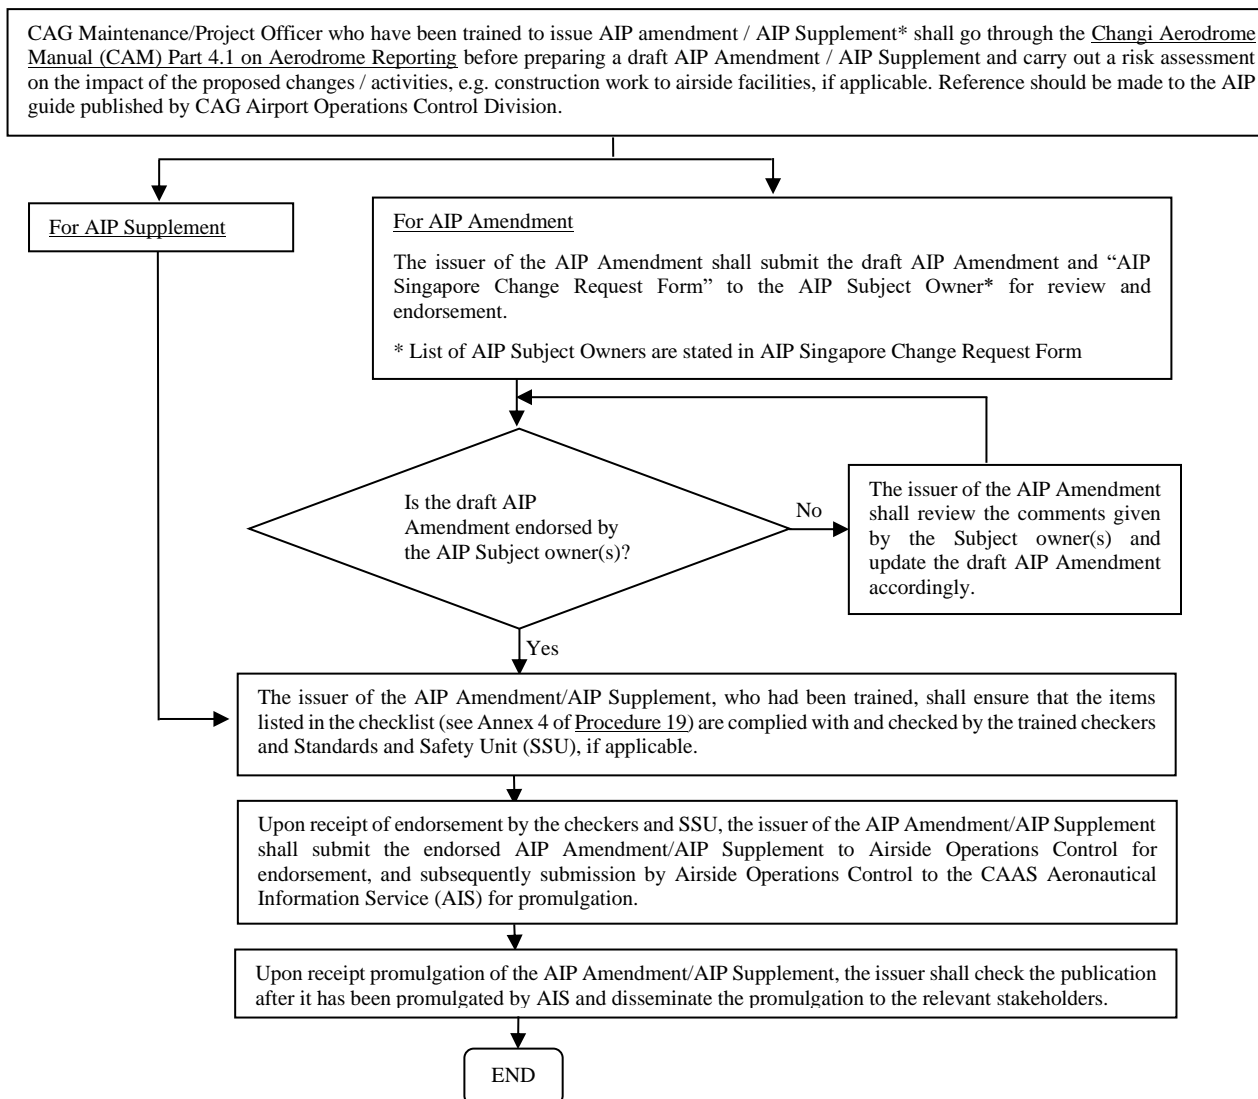 CAG Maintenance/Project Officer who have been trained to issue AIP amendment / AIP Supplement* shall go through the Changi Aerodrome
Manual (CAM) Part 4.1 on Aerodrome Reporting before preparing a draft AIP Amendment / AIP Supplement and carry out a risk assessment
on the impact of the proposed changes / activities, e.g. construction work to airside facilities, if applicable. Reference should be made to the AIP
guide published by CAG Airport Operations Control Division.
For AIP Supplement
For AIP Amendment
The issuer of the AIP Amendment shall submit the draft AIP Amendment and “AIP
Singapore Change Request Form” to the AIP Subject Owner* for review and
endorsement.
* List of AIP Subject Owners are stated in AIP Singapore Change Request Form
Is the draft AIP
Amendment endorsed by
the AIP Subject owner(s)?
No
The issuer of the AIP Amendment
shall review the comments given
by the Subject owner(s) and
update the draft AIP Amendment
accordingly.
Yes
The issuer of the AIP Amendment/AIP Supplement, who had been trained, shall ensure that the items
listed in the checklist (see Annex 4 of Procedure 19) are complied with and checked by the trained checkers
and Standards and Safety Unit (SSU), if applicable.
Upon receipt of endorsement by the checkers and SSU, the issuer of the AIP Amendment/AIP Supplement
shall submit the endorsed AIP Amendment/AIP Supplement to Airside Operations Control for
endorsement, and subsequently submission by Airside Operations Control to the CAAS Aeronautical
Information Service (AIS) for promulgation.
Upon receipt promulgation of the AIP Amendment/AIP Supplement, the issuer shall check the publication
after it has been promulgated by AIS and disseminate the promulgation to the relevant stakeholders.
END